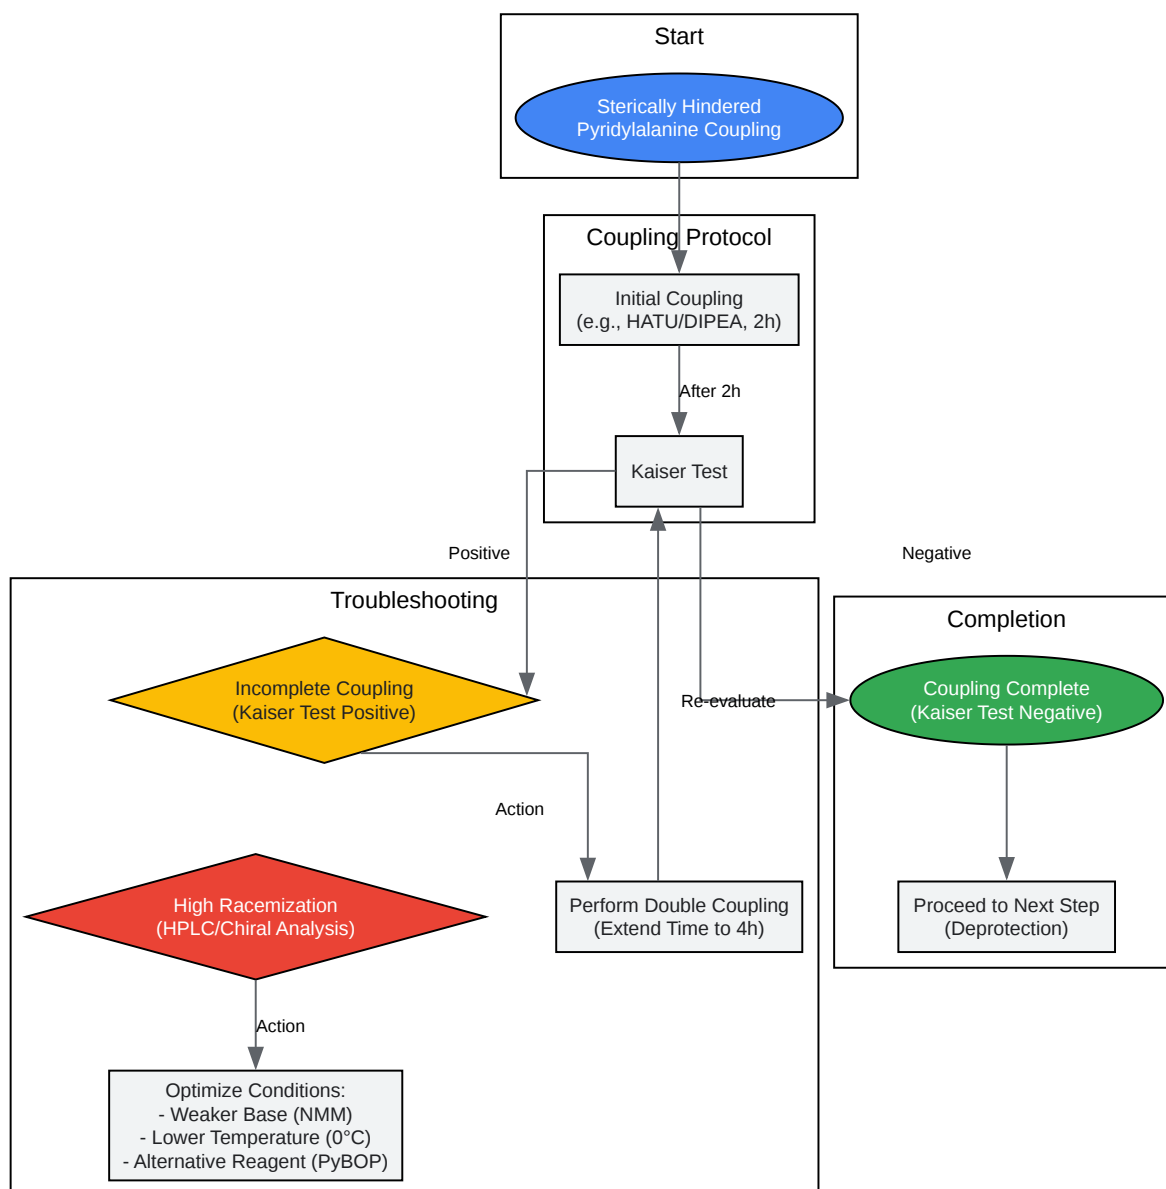 Start
Sterically Hindered
Pyridylalanine Coupling
Coupling Protocol
Initial Coupling
(e.g., HATU/DIPEA, 2h)
After 2h
Kaiser Test
Positive
Negative
Troubleshooting
Incomplete Coupling
(Kaiser Test Positive)
Re-evaluate
Action
High Racemization
(HPLC/Chiral Analysis)
Perform Double Coupling
(Extend Time to 4h)
Action
Optimize Conditions:
- Weaker Base (NMM)
- Lower Temperature (0°C)
- Alternative Reagent (PyBOP)
Completion
Coupling Complete
(Kaiser Test Negative)
Proceed to Next Step
(Deprotection)